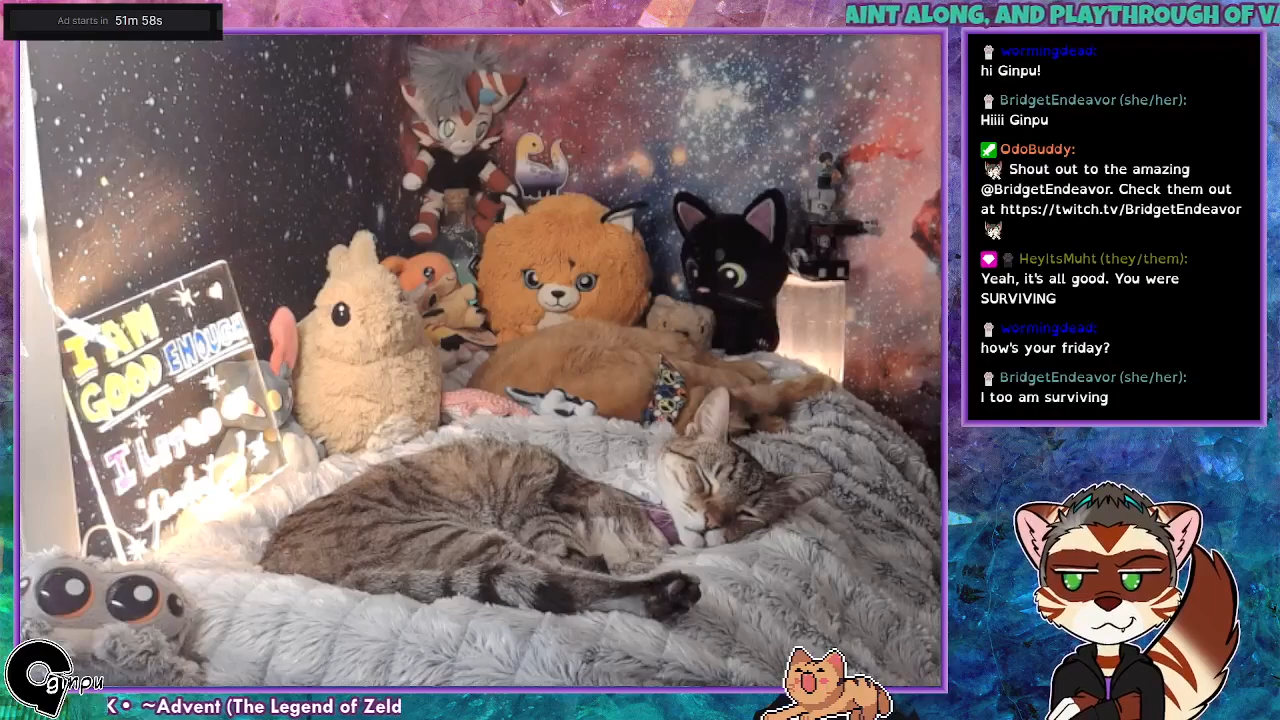 Ad starts in 51m 58s
AINT ALONG, AND PLAYTHROUGH OF VA
wormingdead:
hi Ginpu!
BridgetEndeavor (she/her):
Hiiii Ginpu
OdoBuddy:
Shout out to the amazing
@BridgetEndeavor. Check them out
at https://twitch.tv/BridgetEndeavor
HeyItsMuht (they/them):
Yeah, it's all good. You were
SURVIVING
wormingdead:
how's your friday?
BridgetEndeavor (she/her):
I too am surviving
I AM
GOOD ENOUGH
I
ginpu
K • ~Advent (The Legend of Zeld